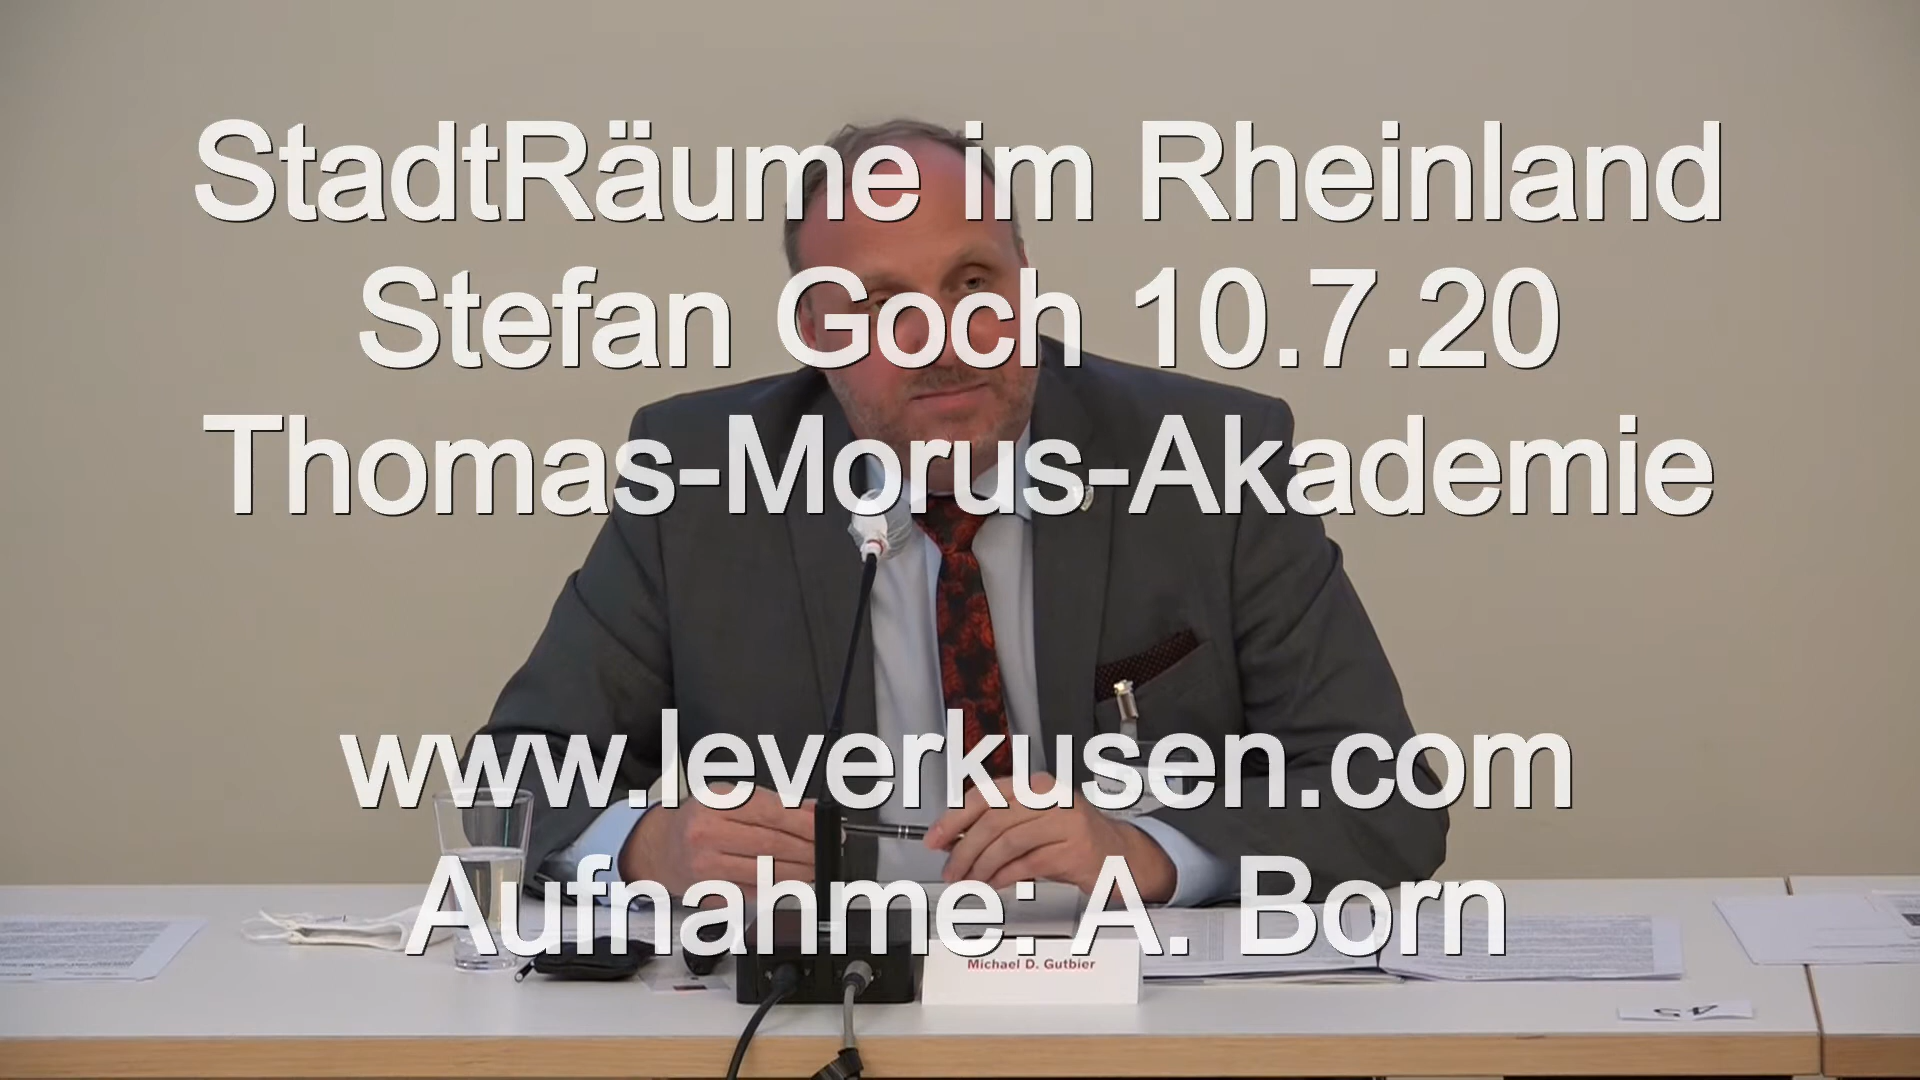 StadtRäume im Rheinland
Stefan Goch 10.7.20
Thomas-Morus-Akademie
www.leverkusen.com
Aufnahme: A. Born
Michael D. Gutbier